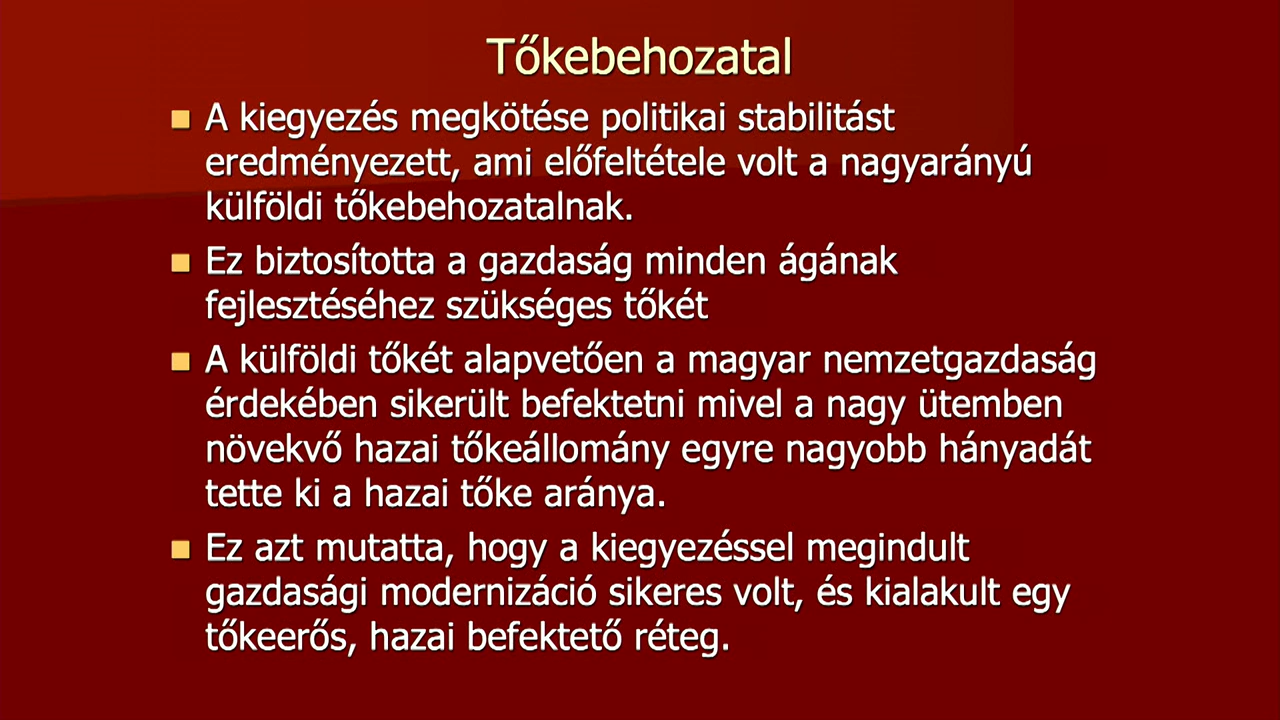 Tőkebehozatal
A kiegyezés megkötése politikai stabilitást
eredményezett, ami előfeltétele volt a nagyarányú
külföldi tőkebehozatalnak.
Ez biztosította a gazdaság minden ágának
fejlesztéséhez szükséges tőkét
A külföldi tőkét alapvetően a magyar nemzetgazdaság
érdekében sikerült befektetni mivel a nagy ütemben
növekvő hazai tőkeállomány egyre nagyobb hányadát
tette ki a hazai tőke aránya.
Ez azt mutatta, hogy a kiegyezéssel megindult
gazdasági modernizáció sikeres volt, és kialakult egy
tőkeerős, hazai befektető réteg.